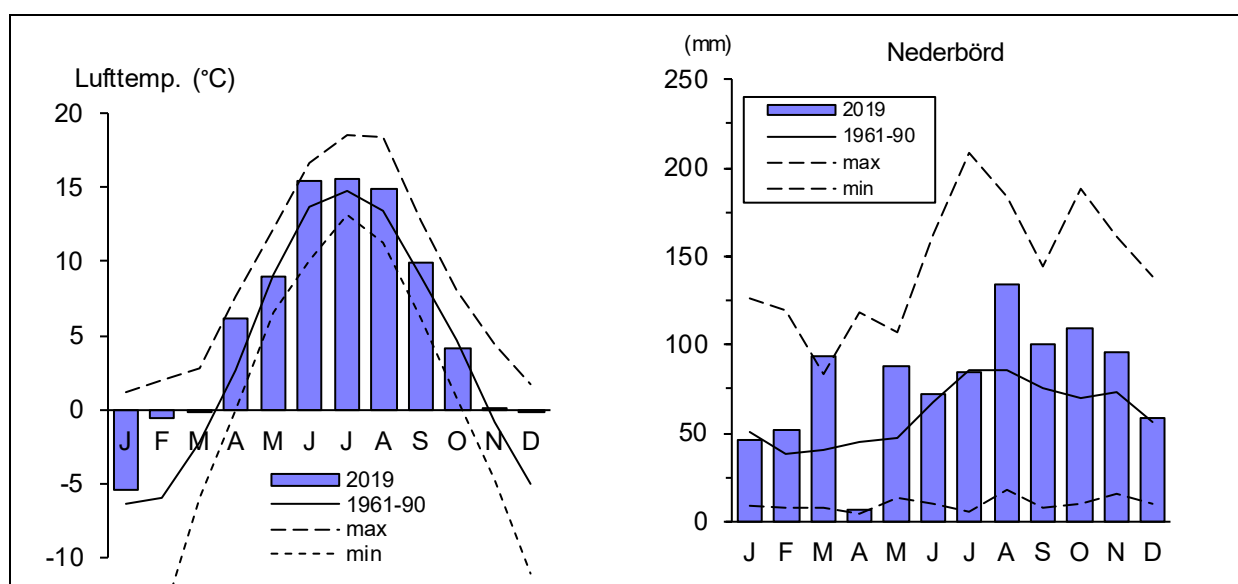 Lufttemp. (°C)
20
15
10
5
0
-5
-10
J F M A M J J A S O N D
2019
1961-90
max
min
(mm)
Nederbörd
250
200
150
100
50
0
2019
1961-90
max
min
J F M A M J J A S O N D